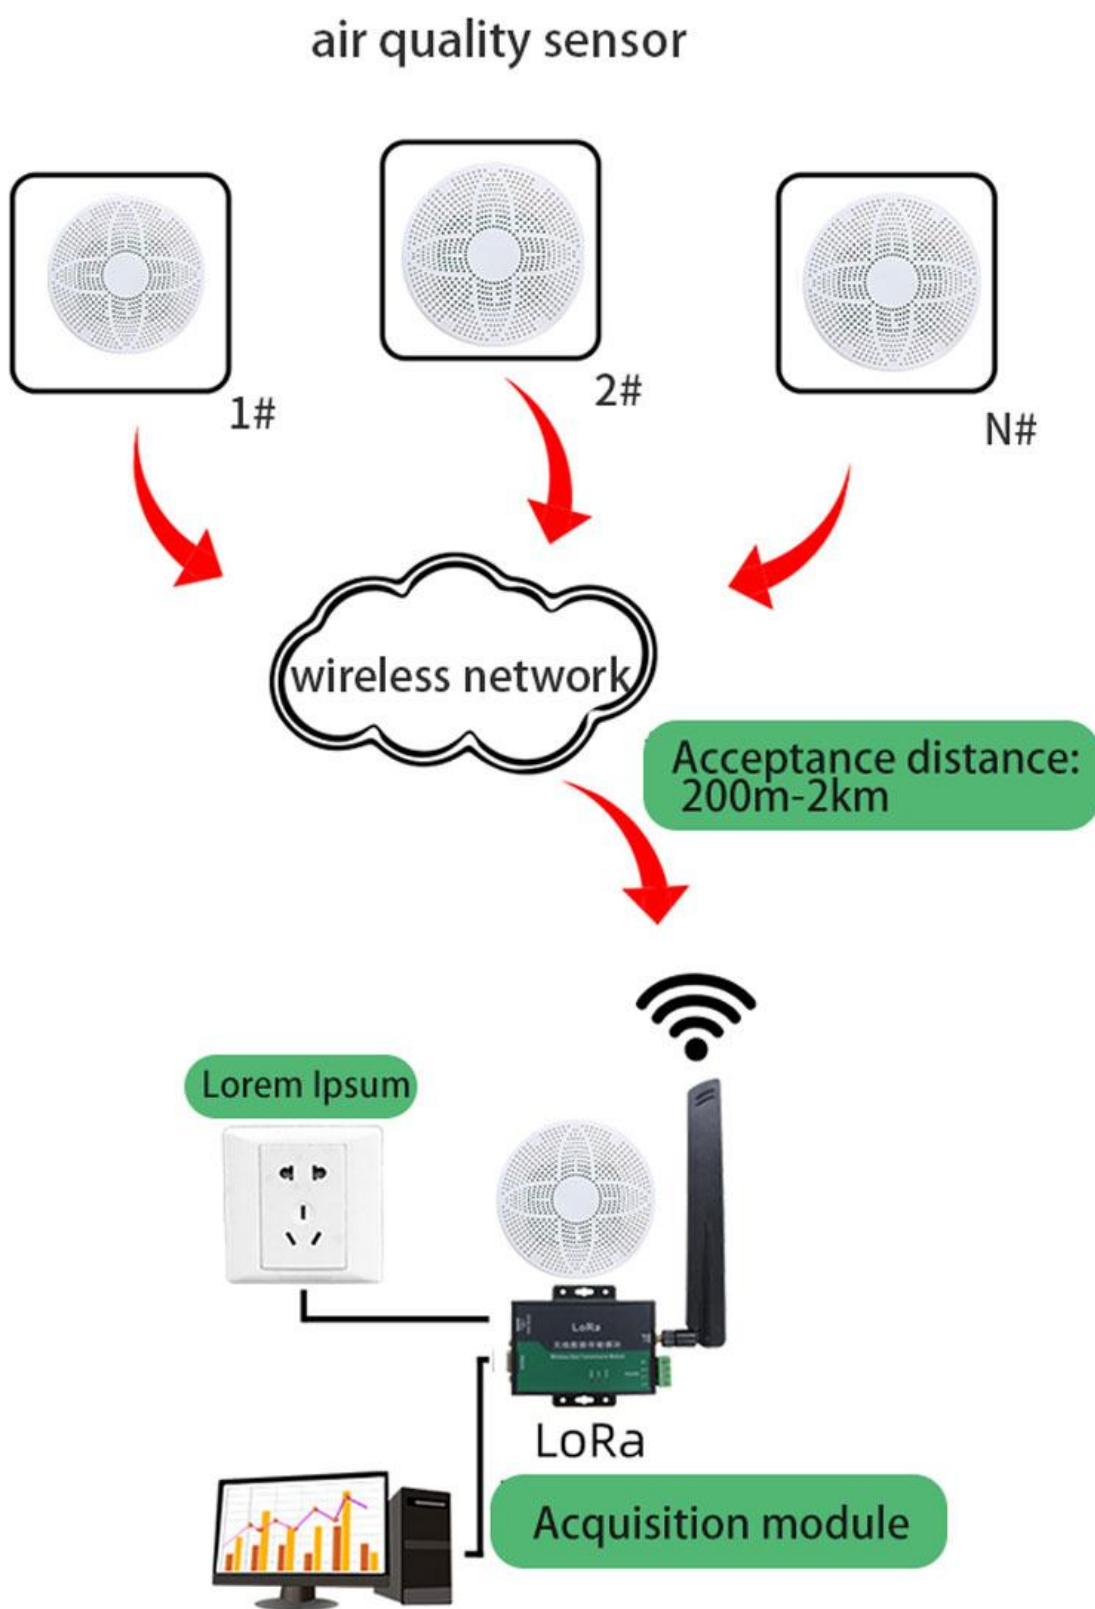 air quality sensor
1#
2#
N#
wireless network
Acceptance distance:
200m-2km
Lorem Ipsum
LoRa
LoRa
Acquisition module